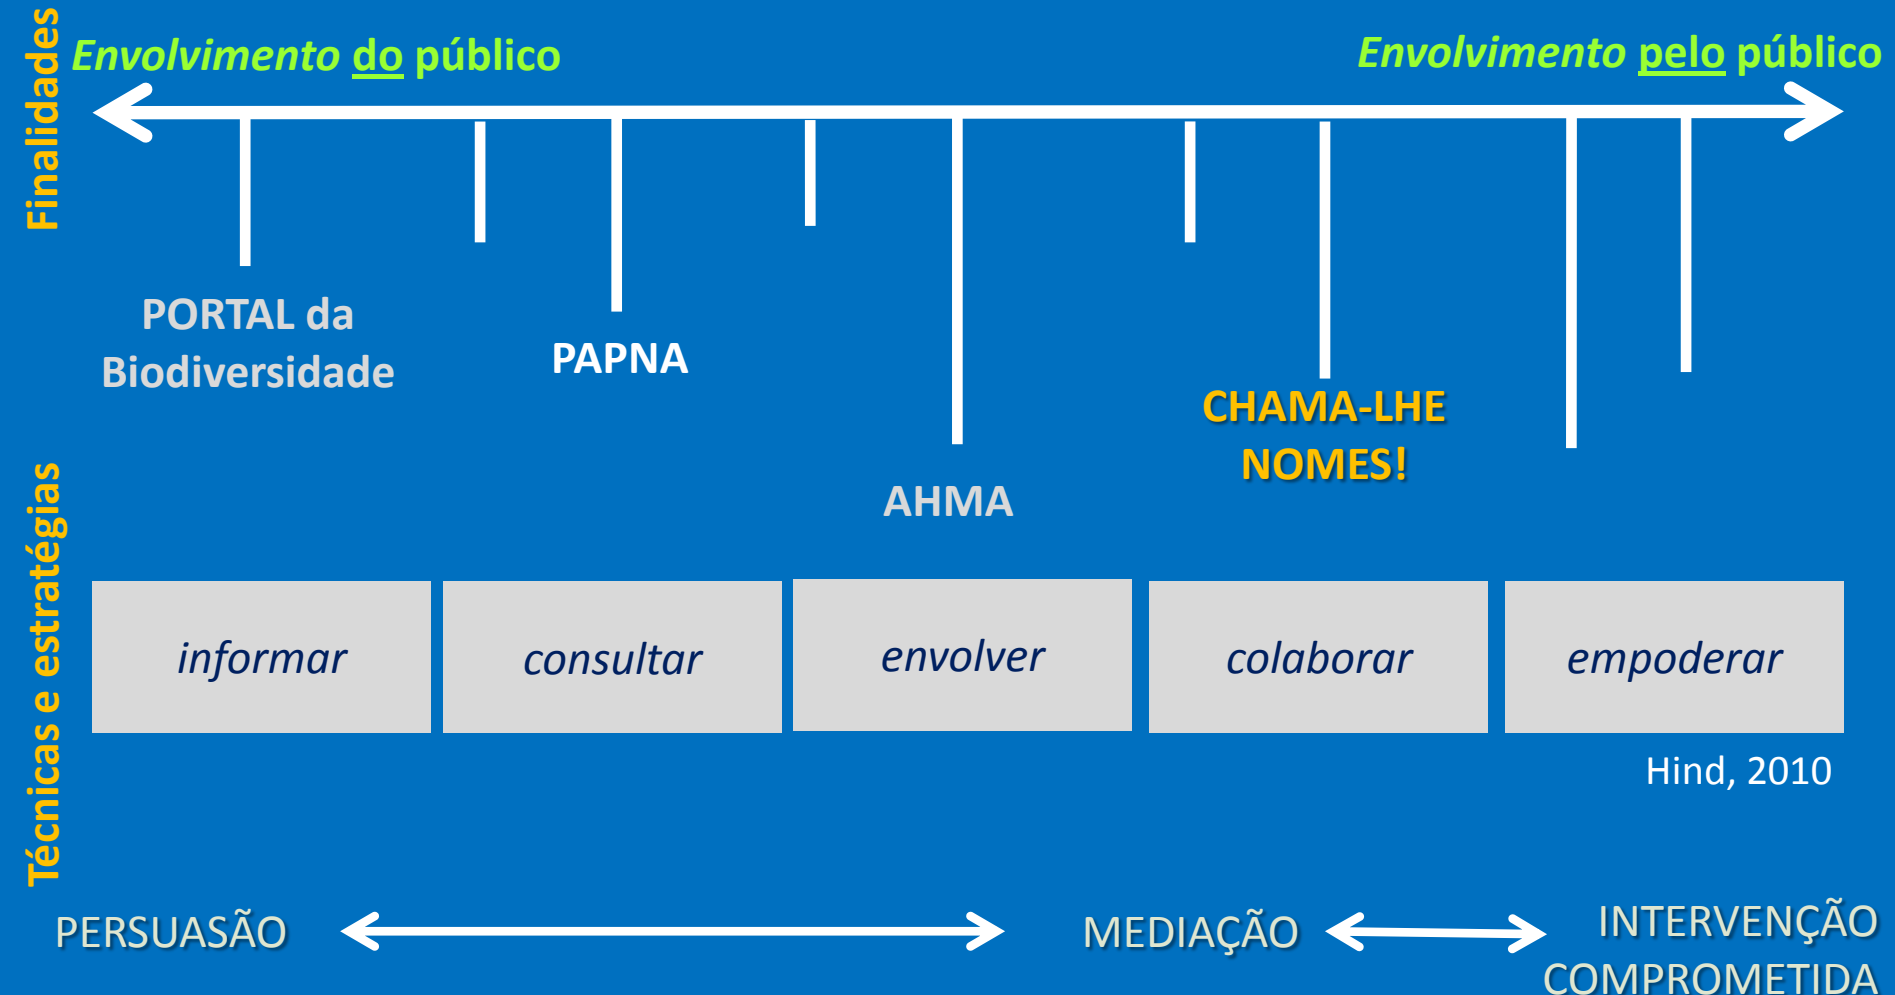 Finalidades
Envolvimento do público
Envolvimento pelo público
PORTAL da
Biodiversidade
PAPNA
AHMA
CHAMA-LHE
NOMES!
Técnicas e estratégias
informar
consultar
envolver
colaborar
empoderar
Hind, 2010
PERSUASÃO
MEDIAÇÃO
INTERVENÇÃO
COMPROMETIDA